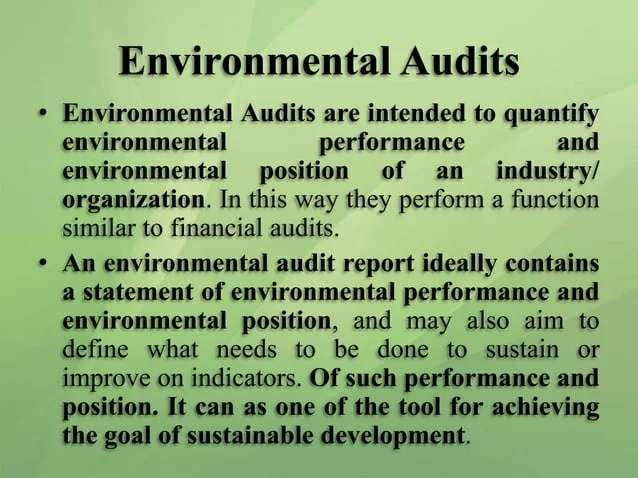 Environmental Audits
• Environmental Audits are intended to quantify
environmental performance and
environmental position of an industry/
organization. In this way they perform a function
similar to financial audits.
• An environmental audit report ideally contains
a statement of environmental performance and
environmental position, and may also aim to
define what needs to be done to sustain or
improve on indicators. Of such performance and
position. It can as one of the tool for achieving
the goal of sustainable development.